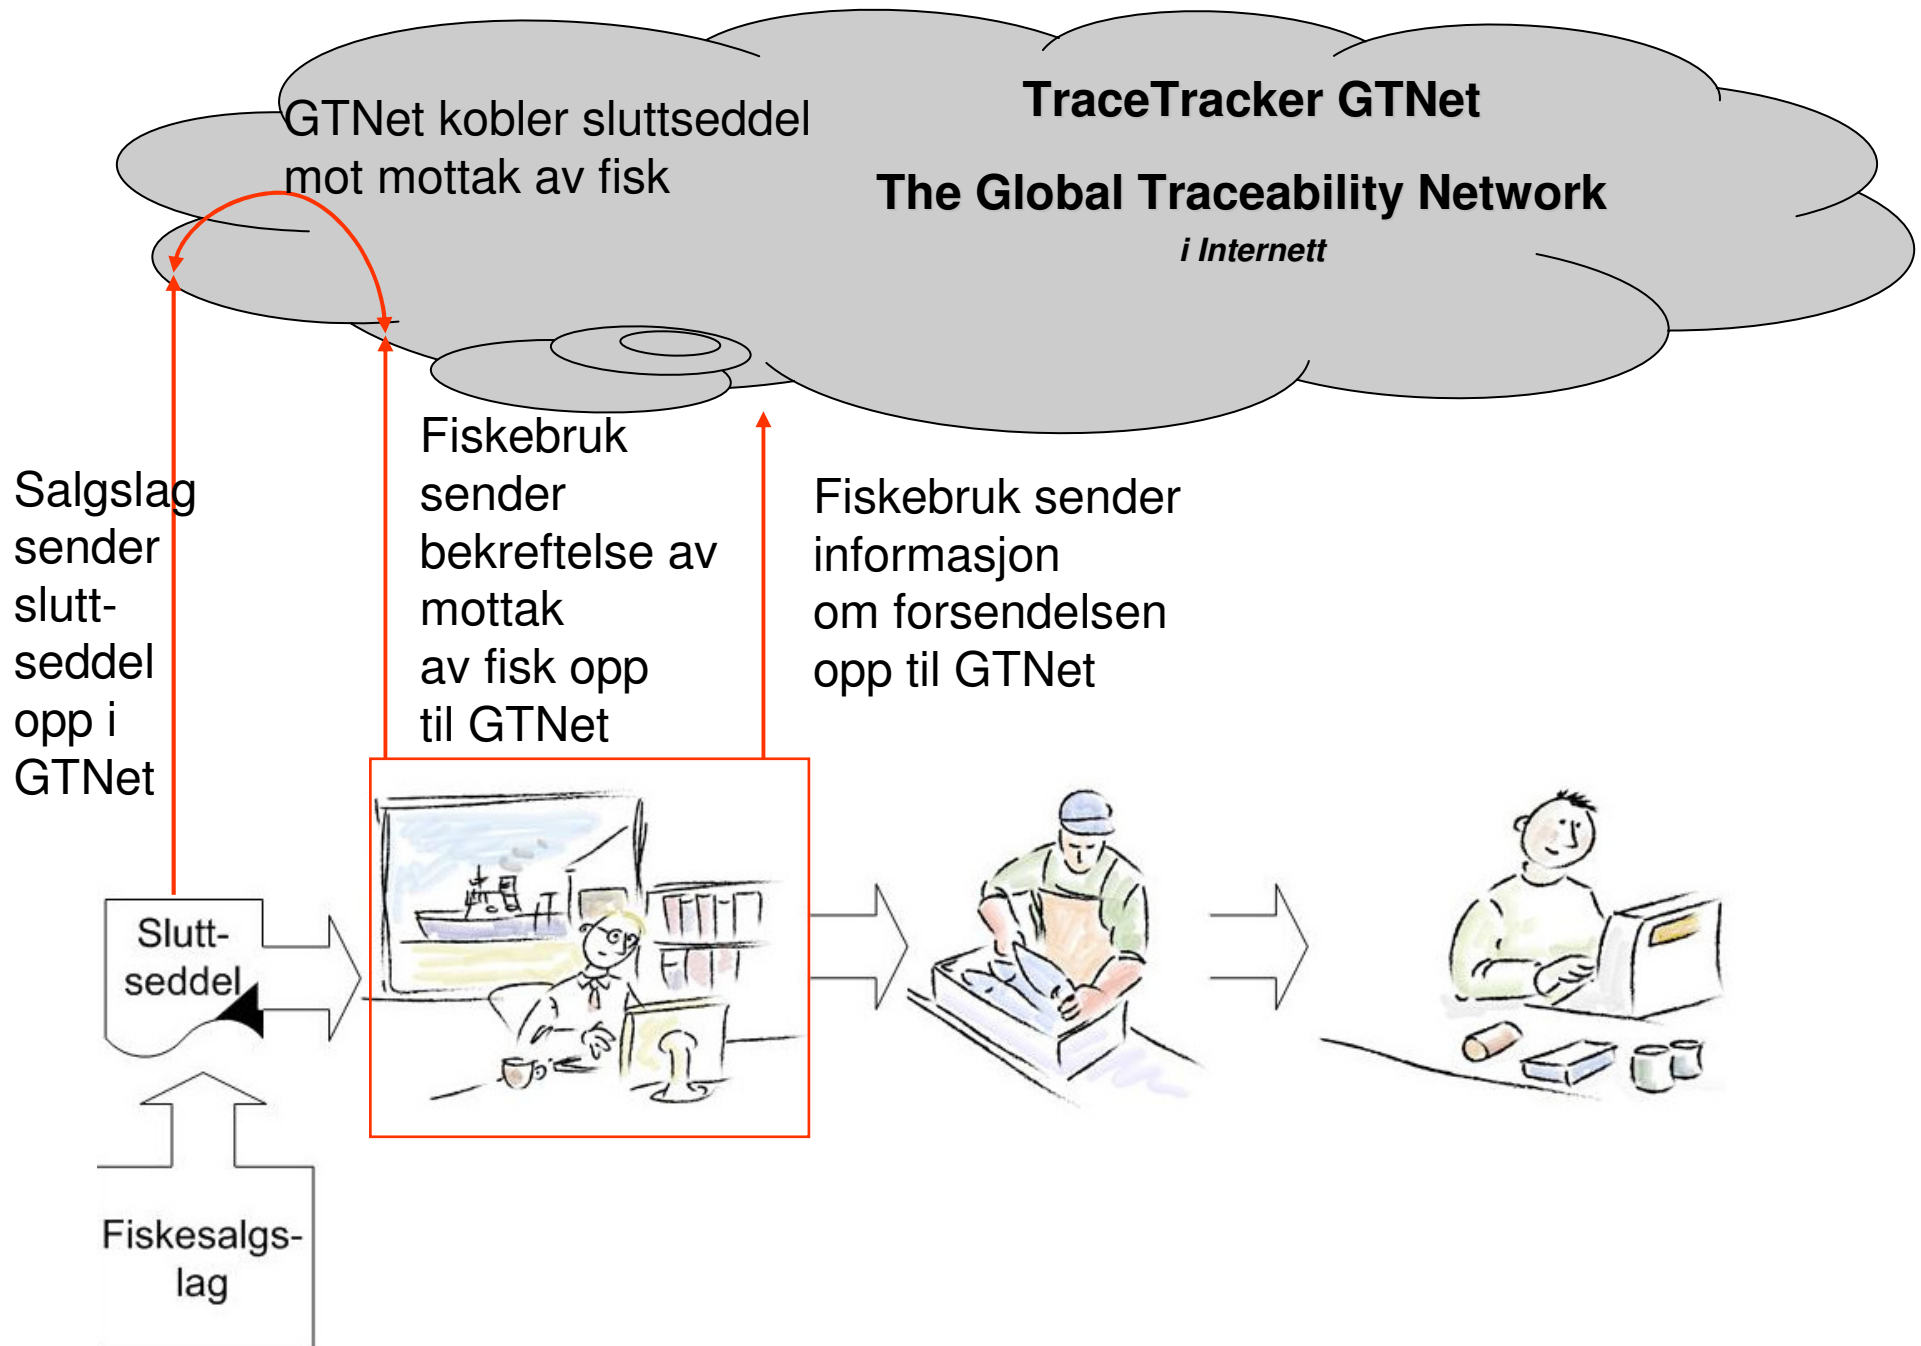 GTNet kobler sluttseddel
mot mottak av fisk
TraceTracker GTNet
The Global Traceability Network
i Internett
Salgslag
sender
slutt-
seddel
opp i
GTNet
Fiskebruk
sender
bekreftelse av
mottak
av fisk opp
til GTNet
Fiskebruk sender
informasjon
om forsendelsen
opp til GTNet
Slutt-
seddel
Fiskesalgs-
lag